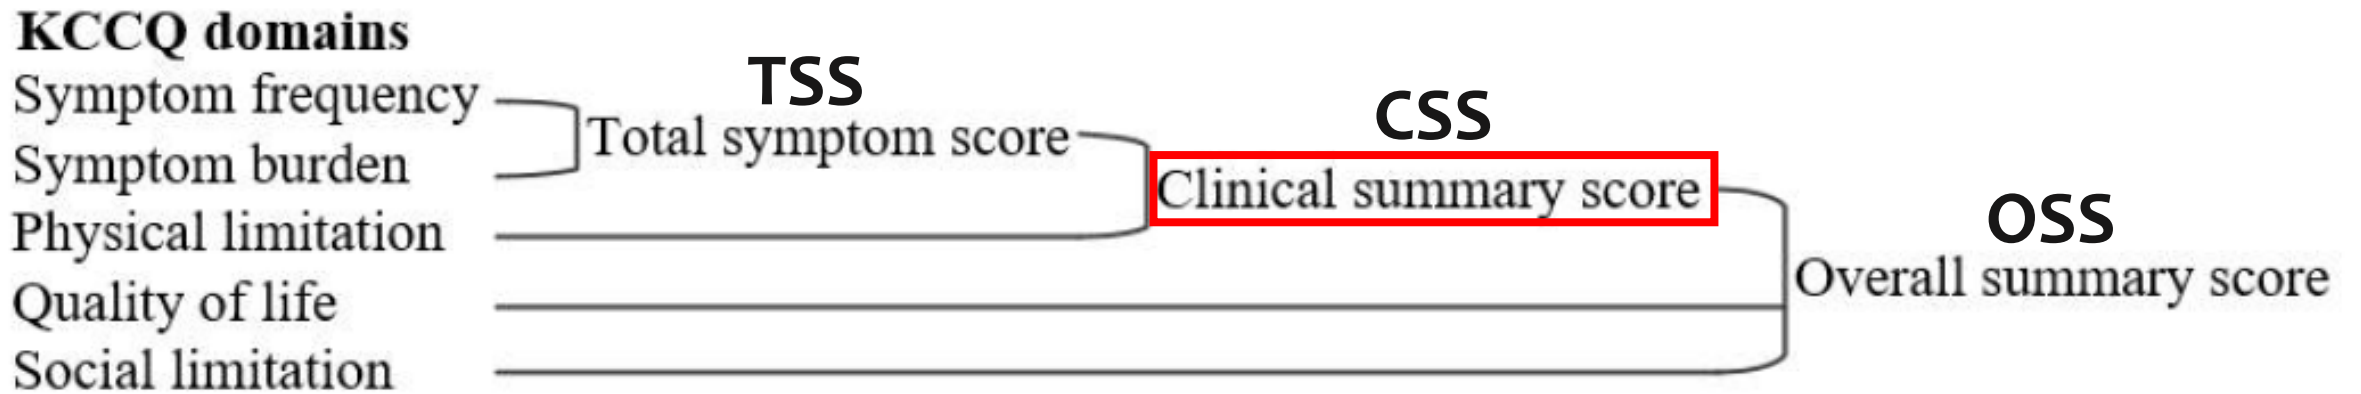 KCCQ domains
Symptom frequency
Symptom burden
Physical limitation
Quality of life
Social limitation
TSS
Total symptom score
CSS
Clinical summary score
OSS
Overall summary score